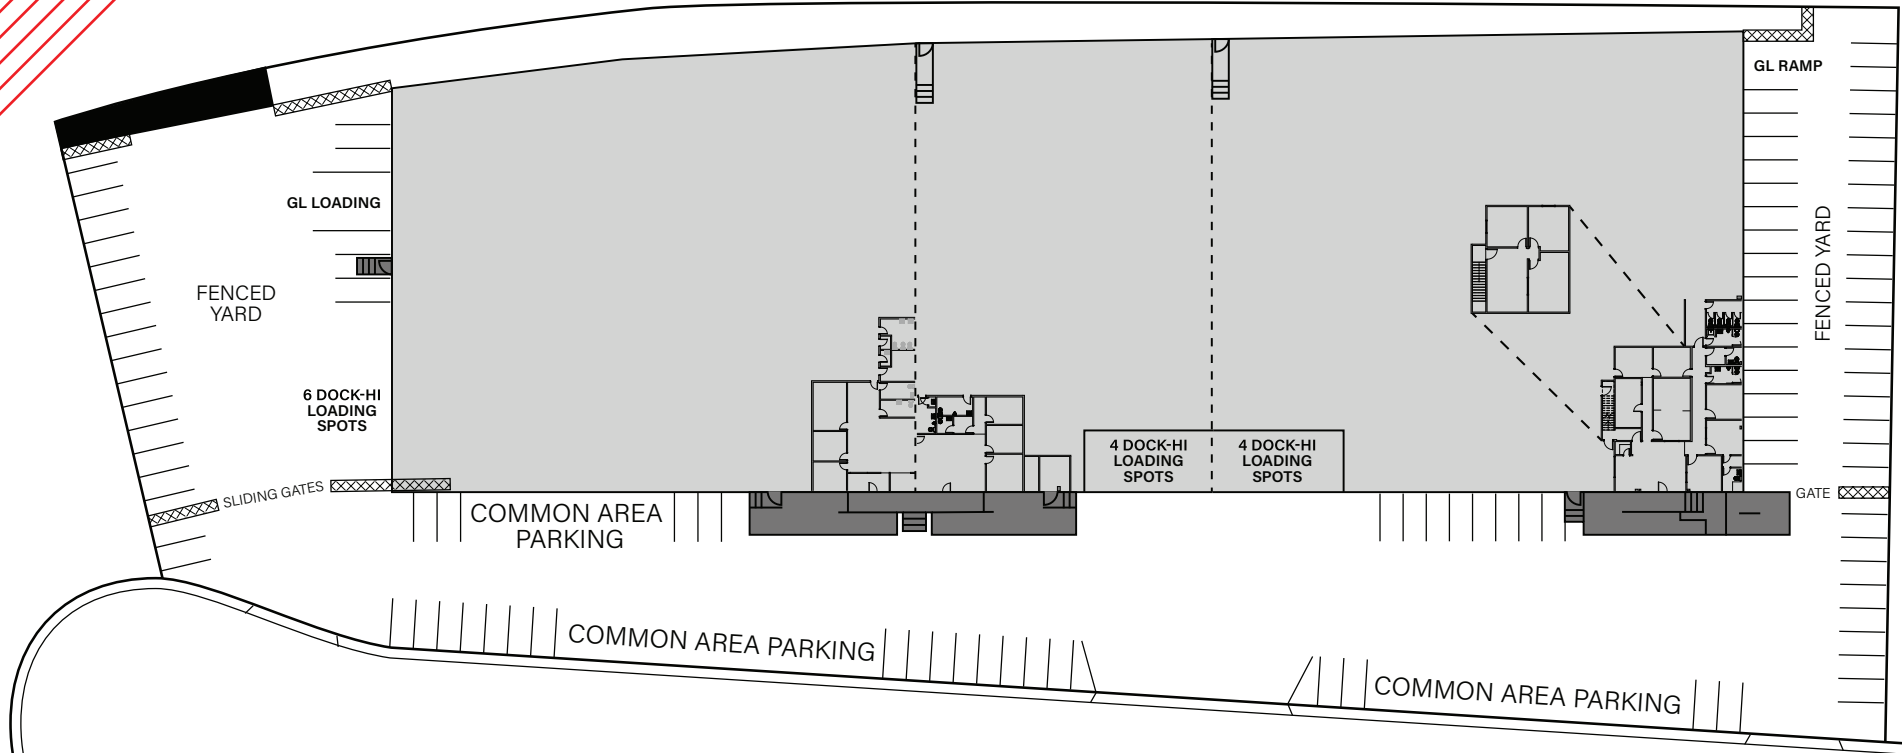 GL RAMP
GL LOADING
FENCED
YARD
FENCED YARD
6 DOCK-HI
LOADING
SPOTS
4 DOCK-HI
LOADING
SPOTS
4 DOCK-HI
LOADING
SPOTS
SLIDING GATES
GATE
COMMON AREA
PARKING
COMMON AREA PARKING
COMMON AREA PARKING